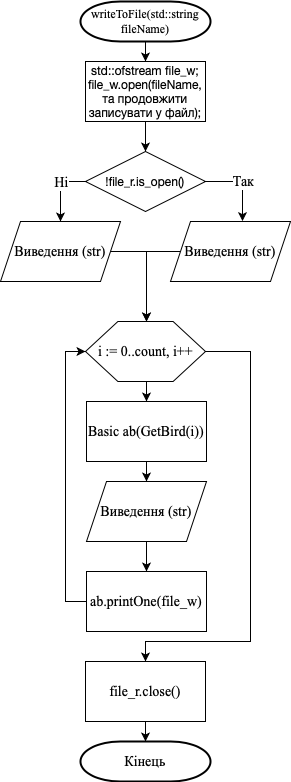 writeToFile(std::string
fileName)
std::ofstream file_w;
file_w.open(fileName,
та продовжити
записувати у файл);
!file_r.is_open()
Ні
Так
Виведення (str)
Виведення (str)
i := 0..count, i++
Basic ab(GetBird(i))
Виведення (str)
ab.printOne(file_w)
file_r.close()
Кінець